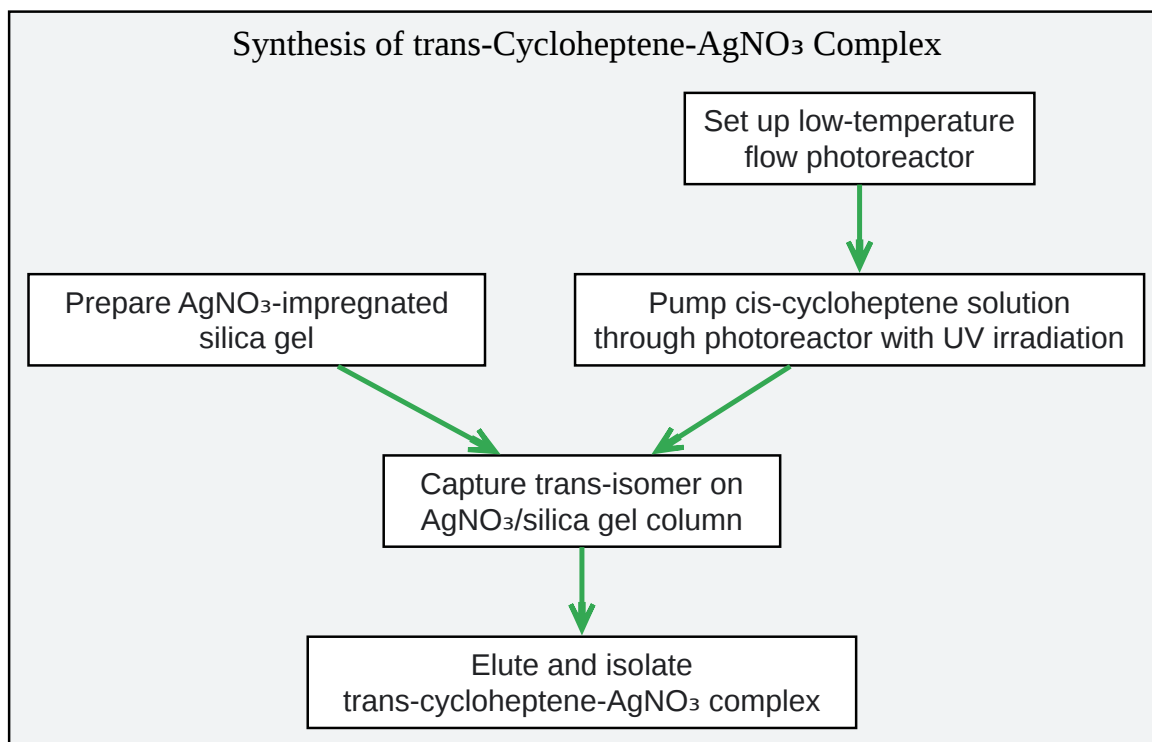 Synthesis of trans-Cycloheptene-AgNO₃ Complex
Set up low-temperature
flow photoreactor
Prepare AgNO₃-impregnated
silica gel
Pump cis-cycloheptene solution
through photoreactor with UV irradiation
Capture trans-isomer on
AgNO₃/silica gel column
Elute and isolate
trans-cycloheptene-AgNO₃ complex